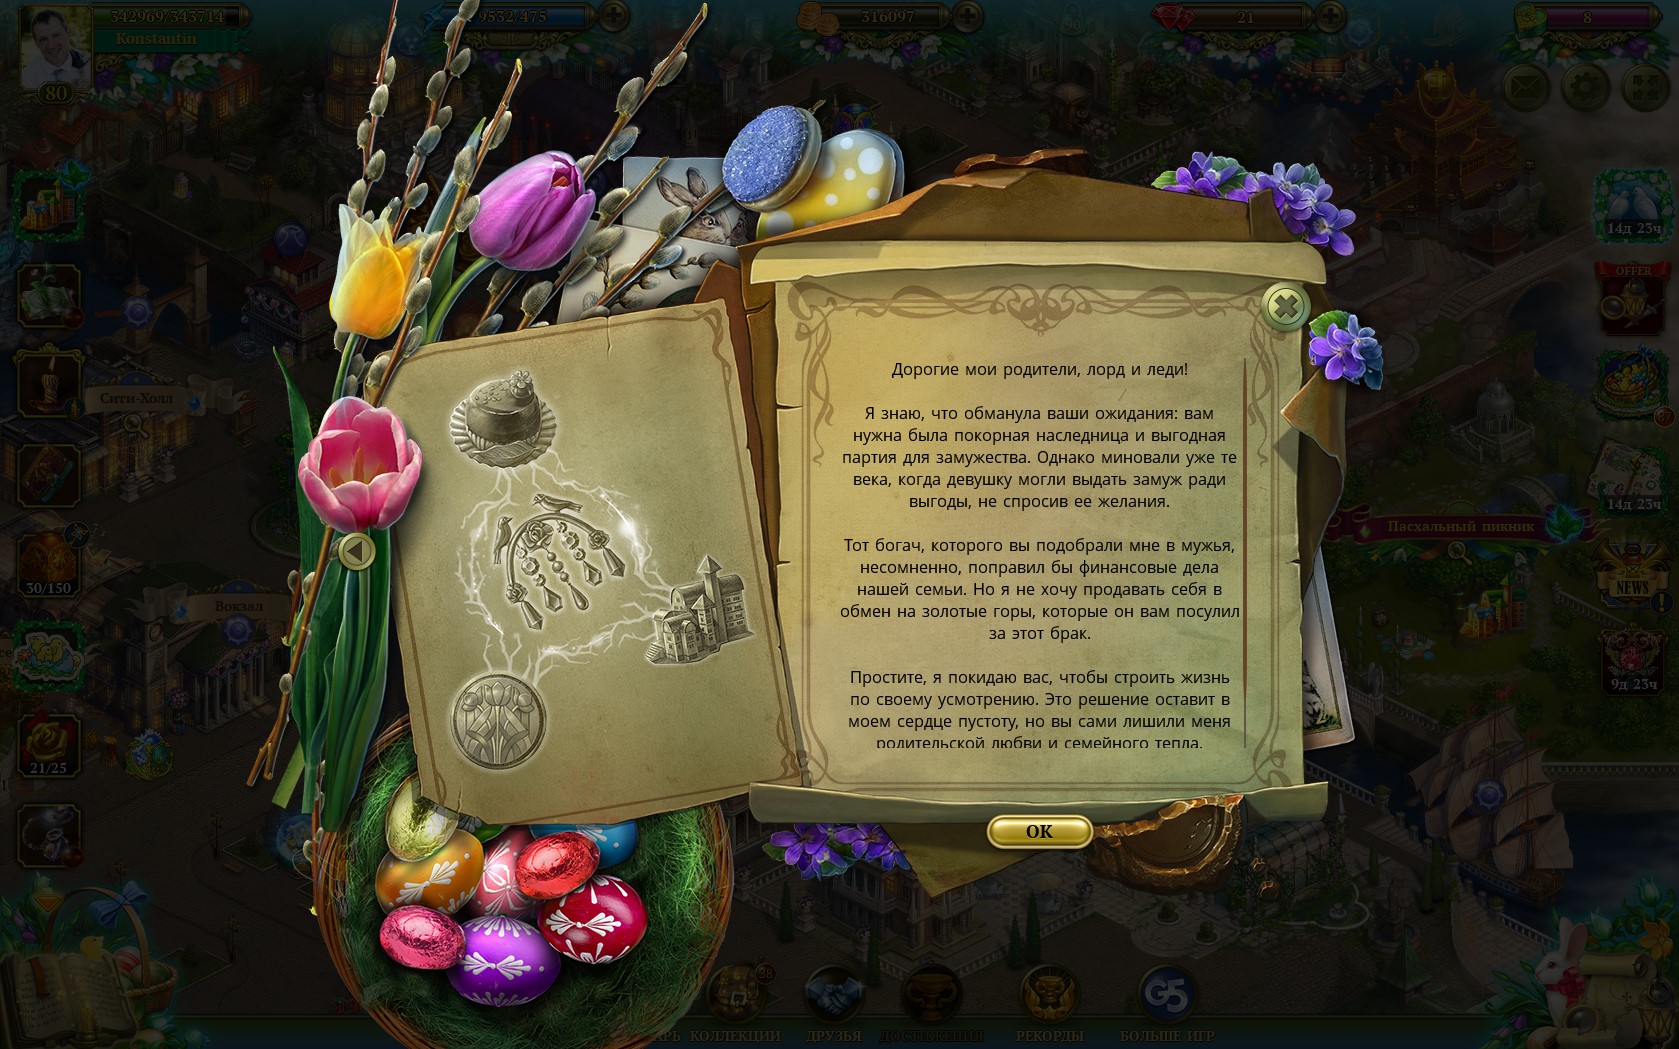 342969/343714
9532/475
316097
21
8
Konstantin
80
14д 23ч
OFFER
Дорогие мои родители, лорд и леди!
Я знаю, что обманула ваши ожидания: вам
нужна была покорная наследница и выгодная
партия для замужества. Однако миновали уже те
века, когда девушку могли выдать замуж ради
выгоды, не спросив ее желания.
Тот богач, которого вы подобрали мне в мужья,
несомненно, поправил бы финансовые дела
нашей семьи. Но я не хочу продавать себя в
обмен на золотые горы, которые он вам посулил
за этот брак.
Простите, я покидаю вас, чтобы строить жизнь
по своему усмотрению. Это решение оставит в
моем сердце пустоту, но вы сами лишили меня
родительской любви и семейного тепла.
OK
Сити-Холл
14д 23ч
Пасхальный пикник
30/150
NEWS
Вокзал
9д 23ч
21/25
38
G5
КОЛЛЕКЦИИ
ДРУЗЬЯ
ДОСТИЖЕНИЯ
РЕКОРДЫ
БОЛЬШЕ ИГР